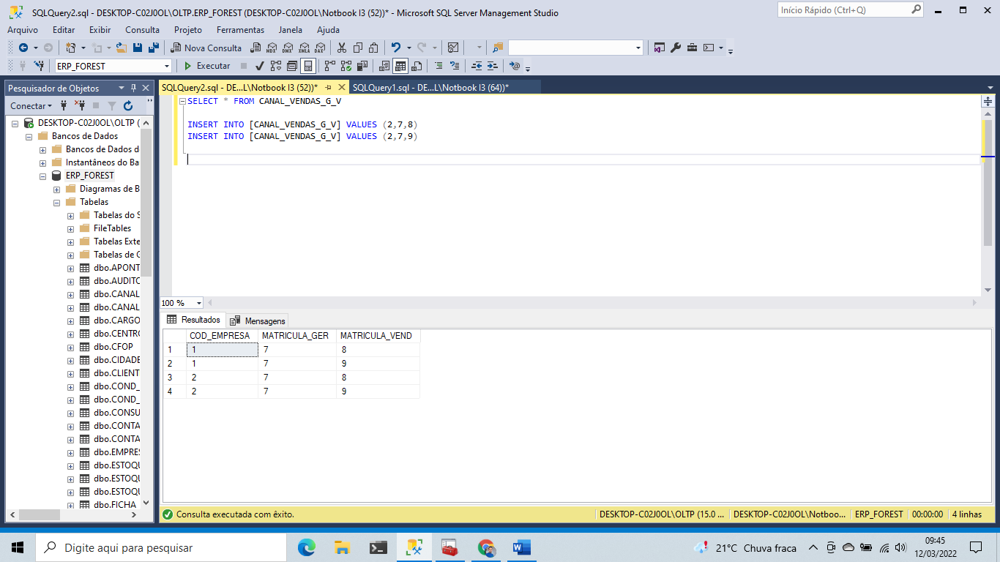 SQLQuery2.sql - DESKTOP-C02J0OL\OLTP.ERP_FOREST (DESKTOP-C02J0OL\Notbook I3 (52))* - Microsoft SQL Server Management Studio
Início Rápido (Ctrl+Q)
Arquivo Editar Exibir Consulta Projeto Ferramentas Janela Ajuda
Nova Consulta MDX DMX XMLA DAX
ERP_FOREST Executar
Pesquisador de Objetos
SQLQuery2.sql - DE...L\Notbook I3 (52))* SQLQuery1.sql - DE...L\Notbook I3 (64))*
Conectar
DESKTOP-C02J0OL\OLTP (
Bancos de Dados
Bancos de Dados d
Instantâneos do Ba
ERP_FOREST
Diagramas de B
Tabelas
Tabelas do S
FileTables
Tabelas Exte
Tabelas de G
dbo.APONT
dbo.AUDITO
dbo.CANAL
dbo.CANAL
dbo.CARGO
dbo.CENTRO
dbo.CFOP
dbo.CIDADE
dbo.CLIENT
dbo.COND_
dbo.COND_
dbo.CONSU
dbo.CONTA
dbo.CONTA
dbo.EMPRES
dbo.ESTOQU
dbo.ESTOQU
dbo.ESTOQU
dbo.FICHA
SELECT * FROM CANAL_VENDAS_G_V
INSERT INTO [CANAL_VENDAS_G_V] VALUES (2,7,8)
INSERT INTO [CANAL_VENDAS_G_V] VALUES (2,7,9)
100 %
Resultados Mensagens
COD_EMPRESA MATRICULA_GER MATRICULA_VEND
1 1 7 8
2 1 7 9
3 2 7 8
4 2 7 9
Consulta executada com êxito.
DESKTOP-C02J0OL\OLTP (15.0 ... DESKTOP-C02J0OL\Notboo... ERP_FOREST 00:00:00 4 linhas
Digite aqui para pesquisar
21°C Chuva fraca
09:45
12/03/2022